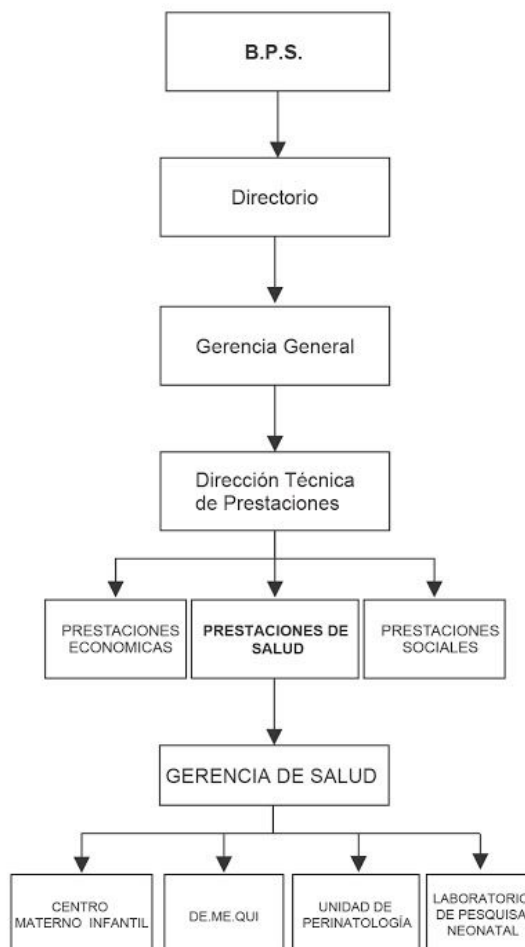 B.P.S.
Directorio
Gerencia General
Dirección Técnica
de Prestaciones
PRESTACIONES
ECONOMICAS
PRESTACIONES DE
SALUD
PRESTACIONES
SOCIALES
GERENCIA DE SALUD
CENTRO
MATERNO INFANTIL
DE.ME.QUI
UNIDAD DE
PERINATOLOGÍA
LABORATORIO
DE PESQUISA
NEONATAL